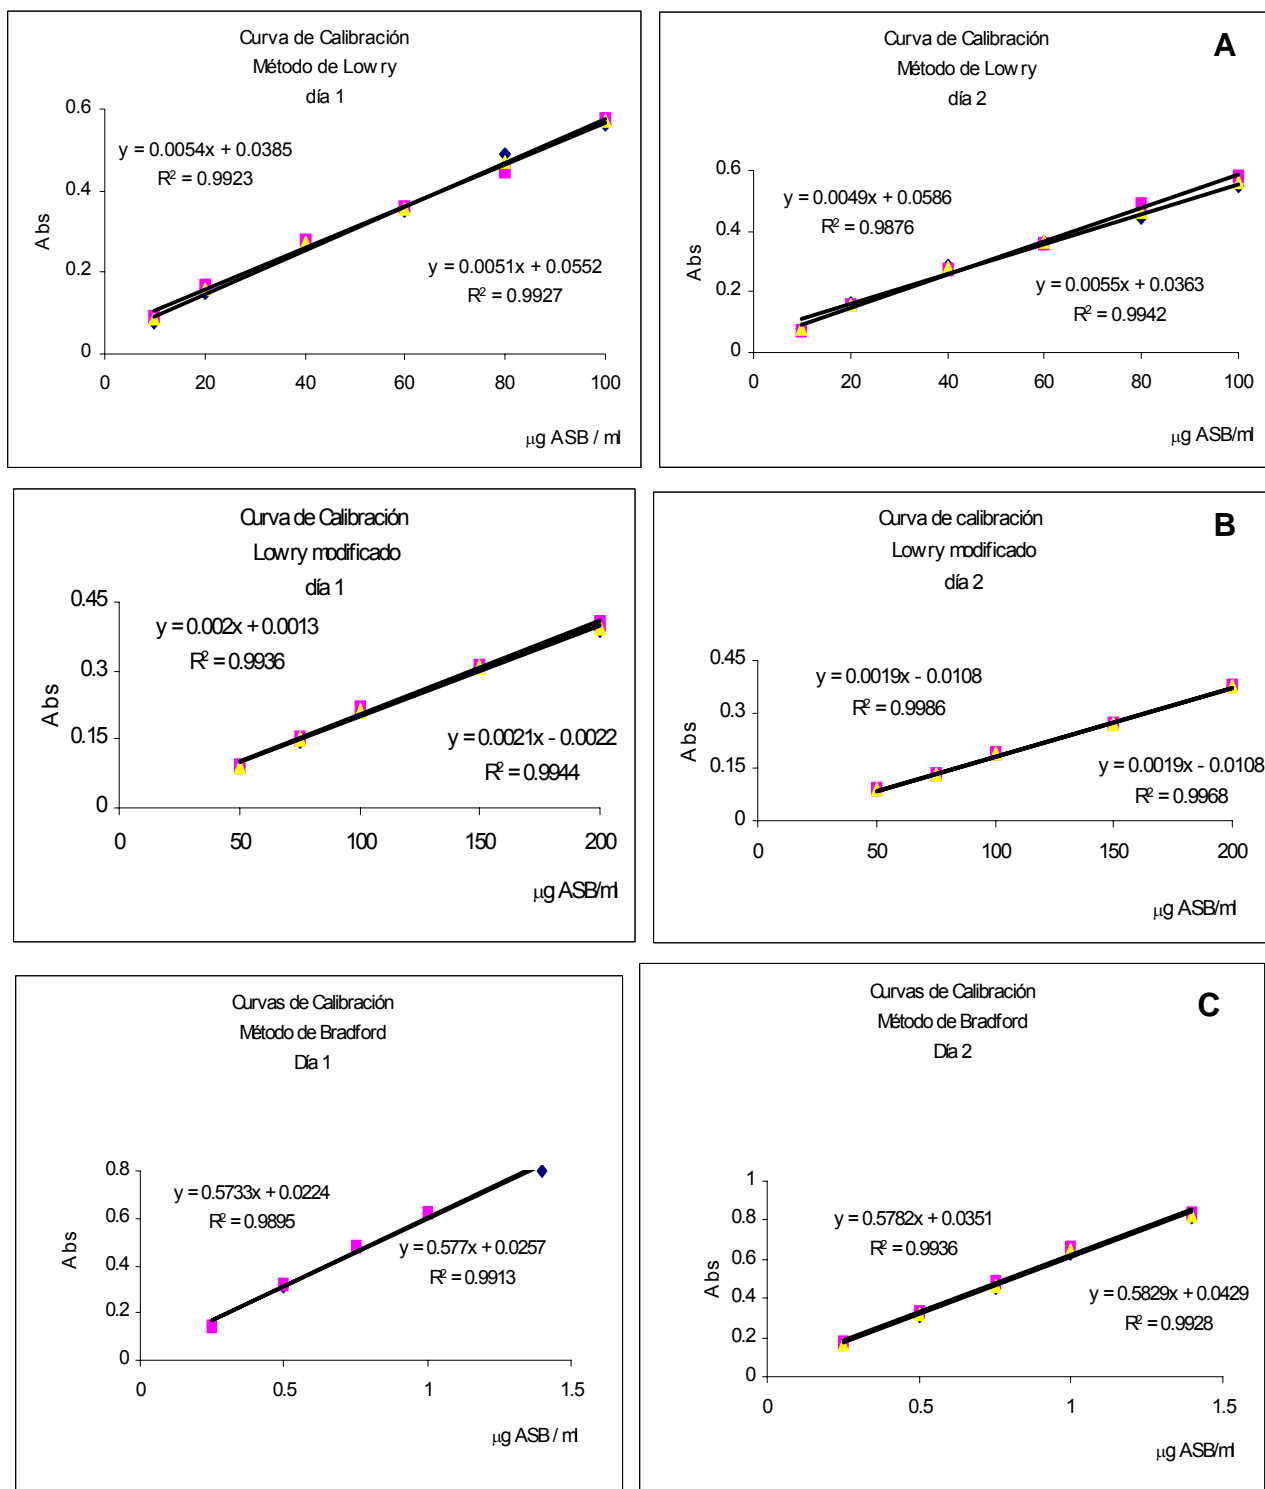 Curva de Calibración
Método de Lowry
día 1
0.6
0.4
0.2
0
y = 0.0054x + 0.0385
R² = 0.9923
y = 0.0051x + 0.0552
R² = 0.9927
Abs
0 20 40 60 80 100
µg ASB / ml
A
Curva de Calibración
Método de Lowry
día 2
0.6
0.4
0.2
0
y = 0.0049x + 0.0586
R² = 0.9876
y = 0.0055x + 0.0363
R² = 0.9942
Abs
0 20 40 60 80 100
µg ASB/ml
Curva de Calibración
Lowry modificado
día 1
0.45
0.3
0.15
0
y = 0.002x + 0.0013
R² = 0.9936
y = 0.0021x - 0.0022
R² = 0.9944
Abs
0 50 100 150 200
µg ASB/ml
B
Curva de calibración
Lowry modificado
día 2
0.45
0.3
0.15
0
y = 0.0019x - 0.0108
R² = 0.9986
y = 0.0019x - 0.0108
R² = 0.9968
Abs
0 50 100 150 200
µg ASB/ml
Curvas de Calibración
Método de Bradford
Día 1
0.8
0.6
0.4
0.2
0
y = 0.5733x + 0.0224
R² = 0.9895
y = 0.577x + 0.0257
R² = 0.9913
Abs
0 0.5 1 1.5
µg ASB / ml
C
Curvas de Calibración
Método de Bradford
Día 2
1
0.8
0.6
0.4
0.2
0
y = 0.5782x + 0.0351
R² = 0.9936
y = 0.5829x + 0.0429
R² = 0.9928
Abs
0 0.5 1 1.5
µg ASB/ml